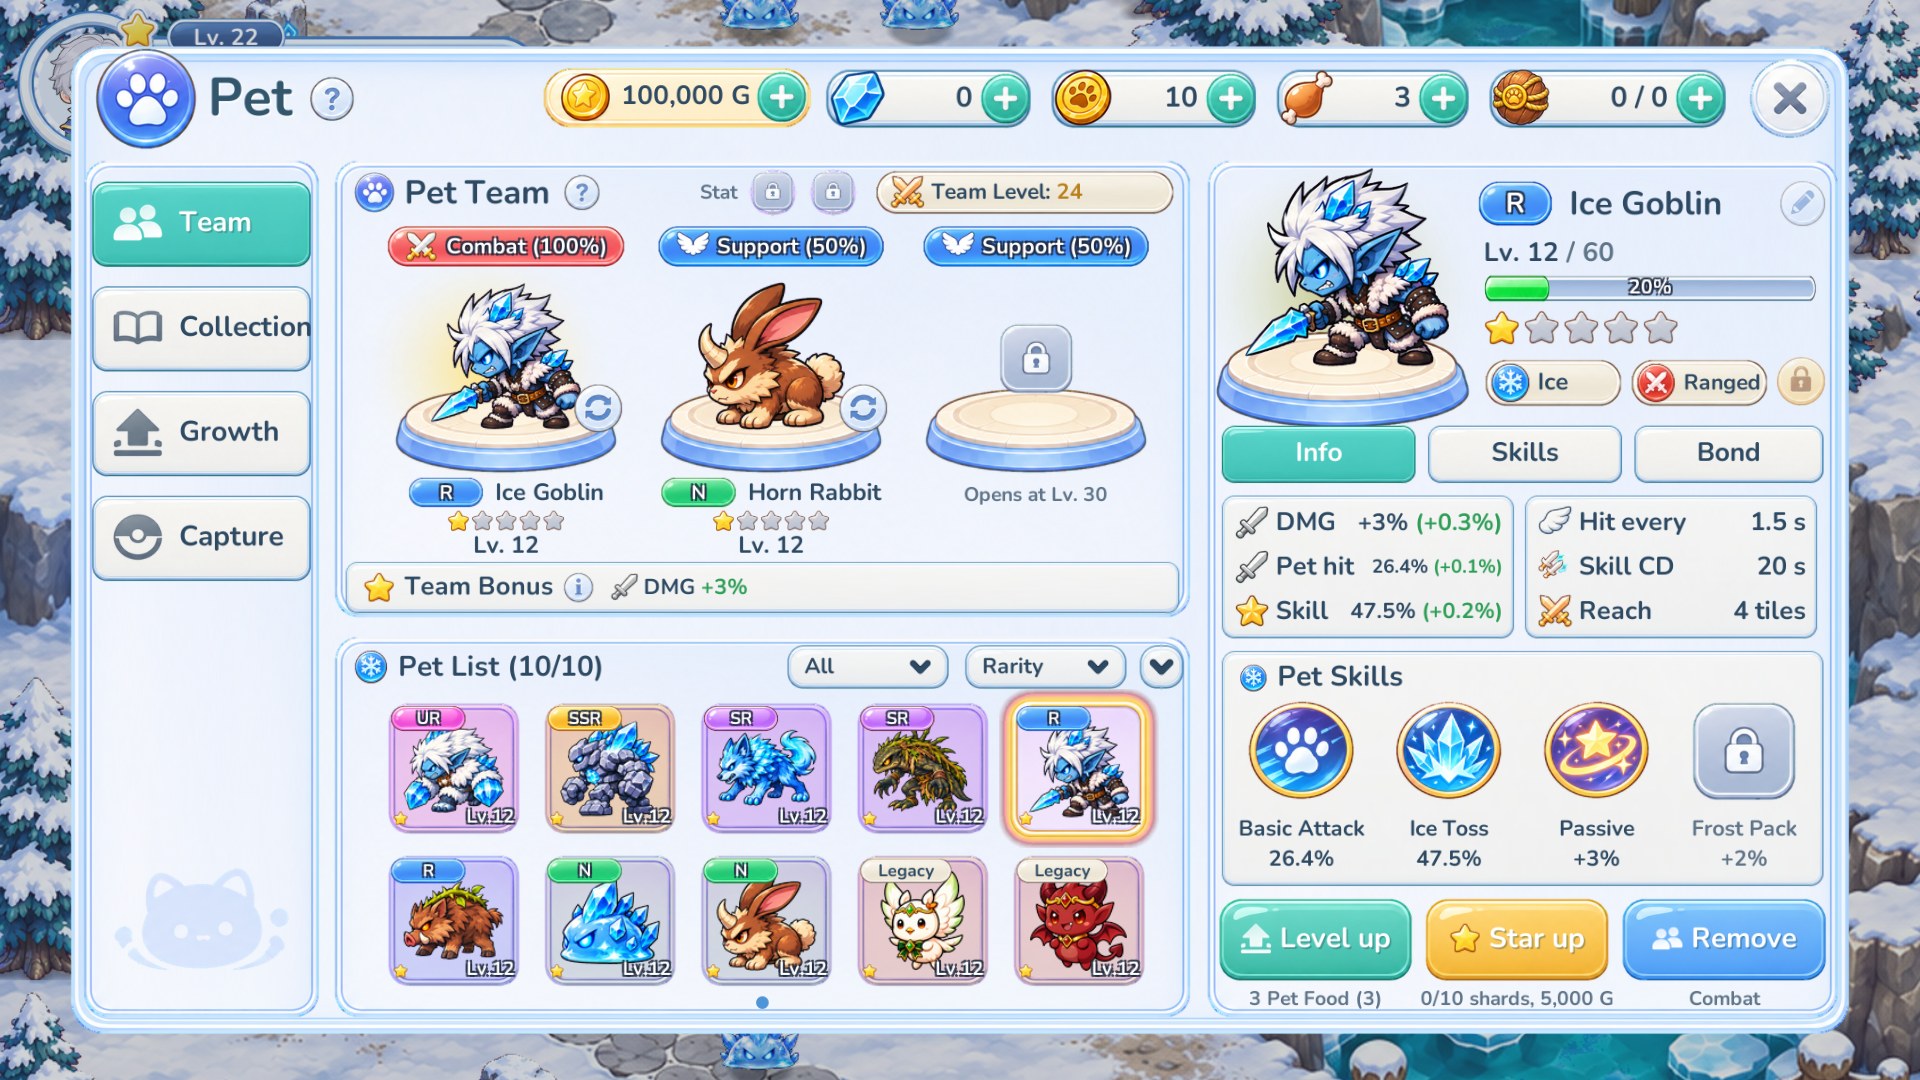 Lv. 22
Pet
?
100,000 G
0
10
3
0 / 0
Team
Collection
Growth
Capture
Pet Team
?
Stat
Team Level: 24
Combat (100%)
Support (50%)
Support (50%)
R Ice Goblin
Lv. 12
N Horn Rabbit
Lv. 12
Opens at Lv. 30
Team Bonus i DMG +3%
Pet List (10/10)
All
Rarity
UR
Lv.12
SSR
Lv.12
SR
Lv.12
SR
Lv.12
R
Lv.12
R
Lv.12
N
Lv.12
N
Lv.12
Legacy
Lv.12
Legacy
Lv.12
R Ice Goblin
Lv. 12 / 60
20%
Ice
Ranged
Info
Skills
Bond
DMG +3% (+0.3%)
Pet hit 26.4% (+0.1%)
Skill 47.5% (+0.2%)
Hit every 1.5 s
Skill CD 20 s
Reach 4 tiles
Pet Skills
Basic Attack
26.4%
Ice Toss
47.5%
Passive
+3%
Frost Pack
+2%
Level up
Star up
Remove
3 Pet Food (3)
0/10 shards, 5,000 G
Combat